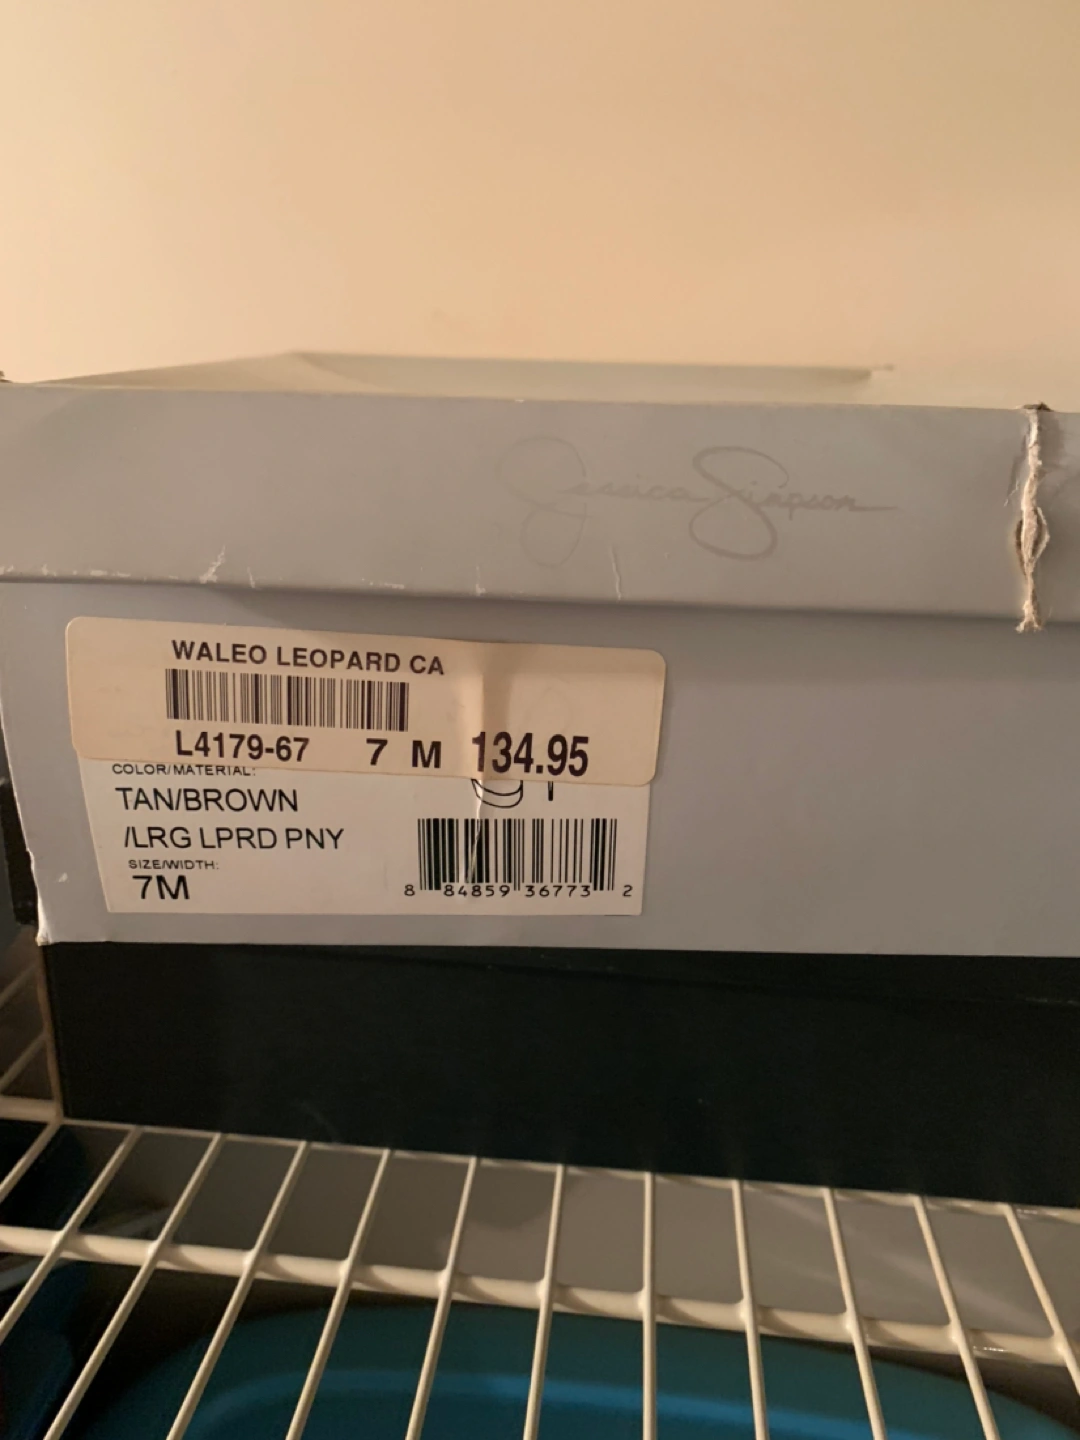 Jessica Simpson
WALEO LEOPARD CA
L4179-67 7 M 134.95
COLOR/MATERIAL:
TAN/BROWN
/LRG LPRD PNY
SIZE/WIDTH:
7M
8 84859 36773 2